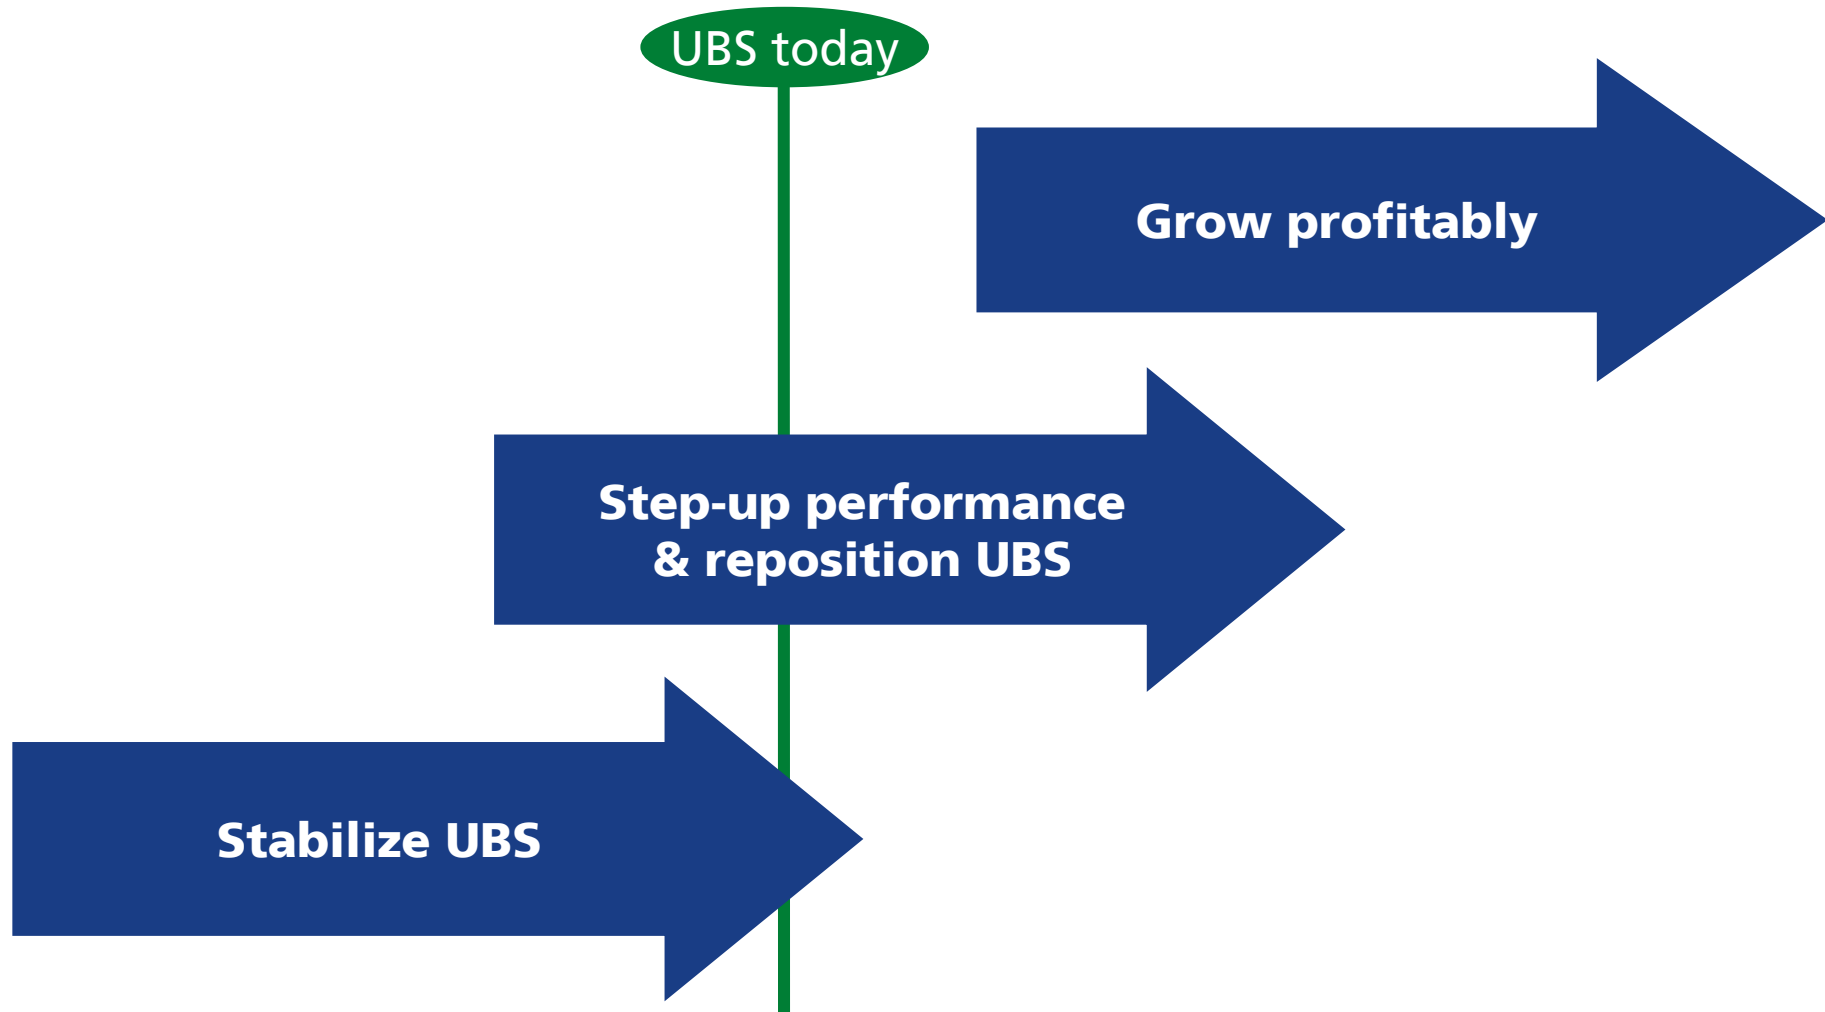 UBS today
Grow profitably
Step-up performance
& reposition UBS
Stabilize UBS